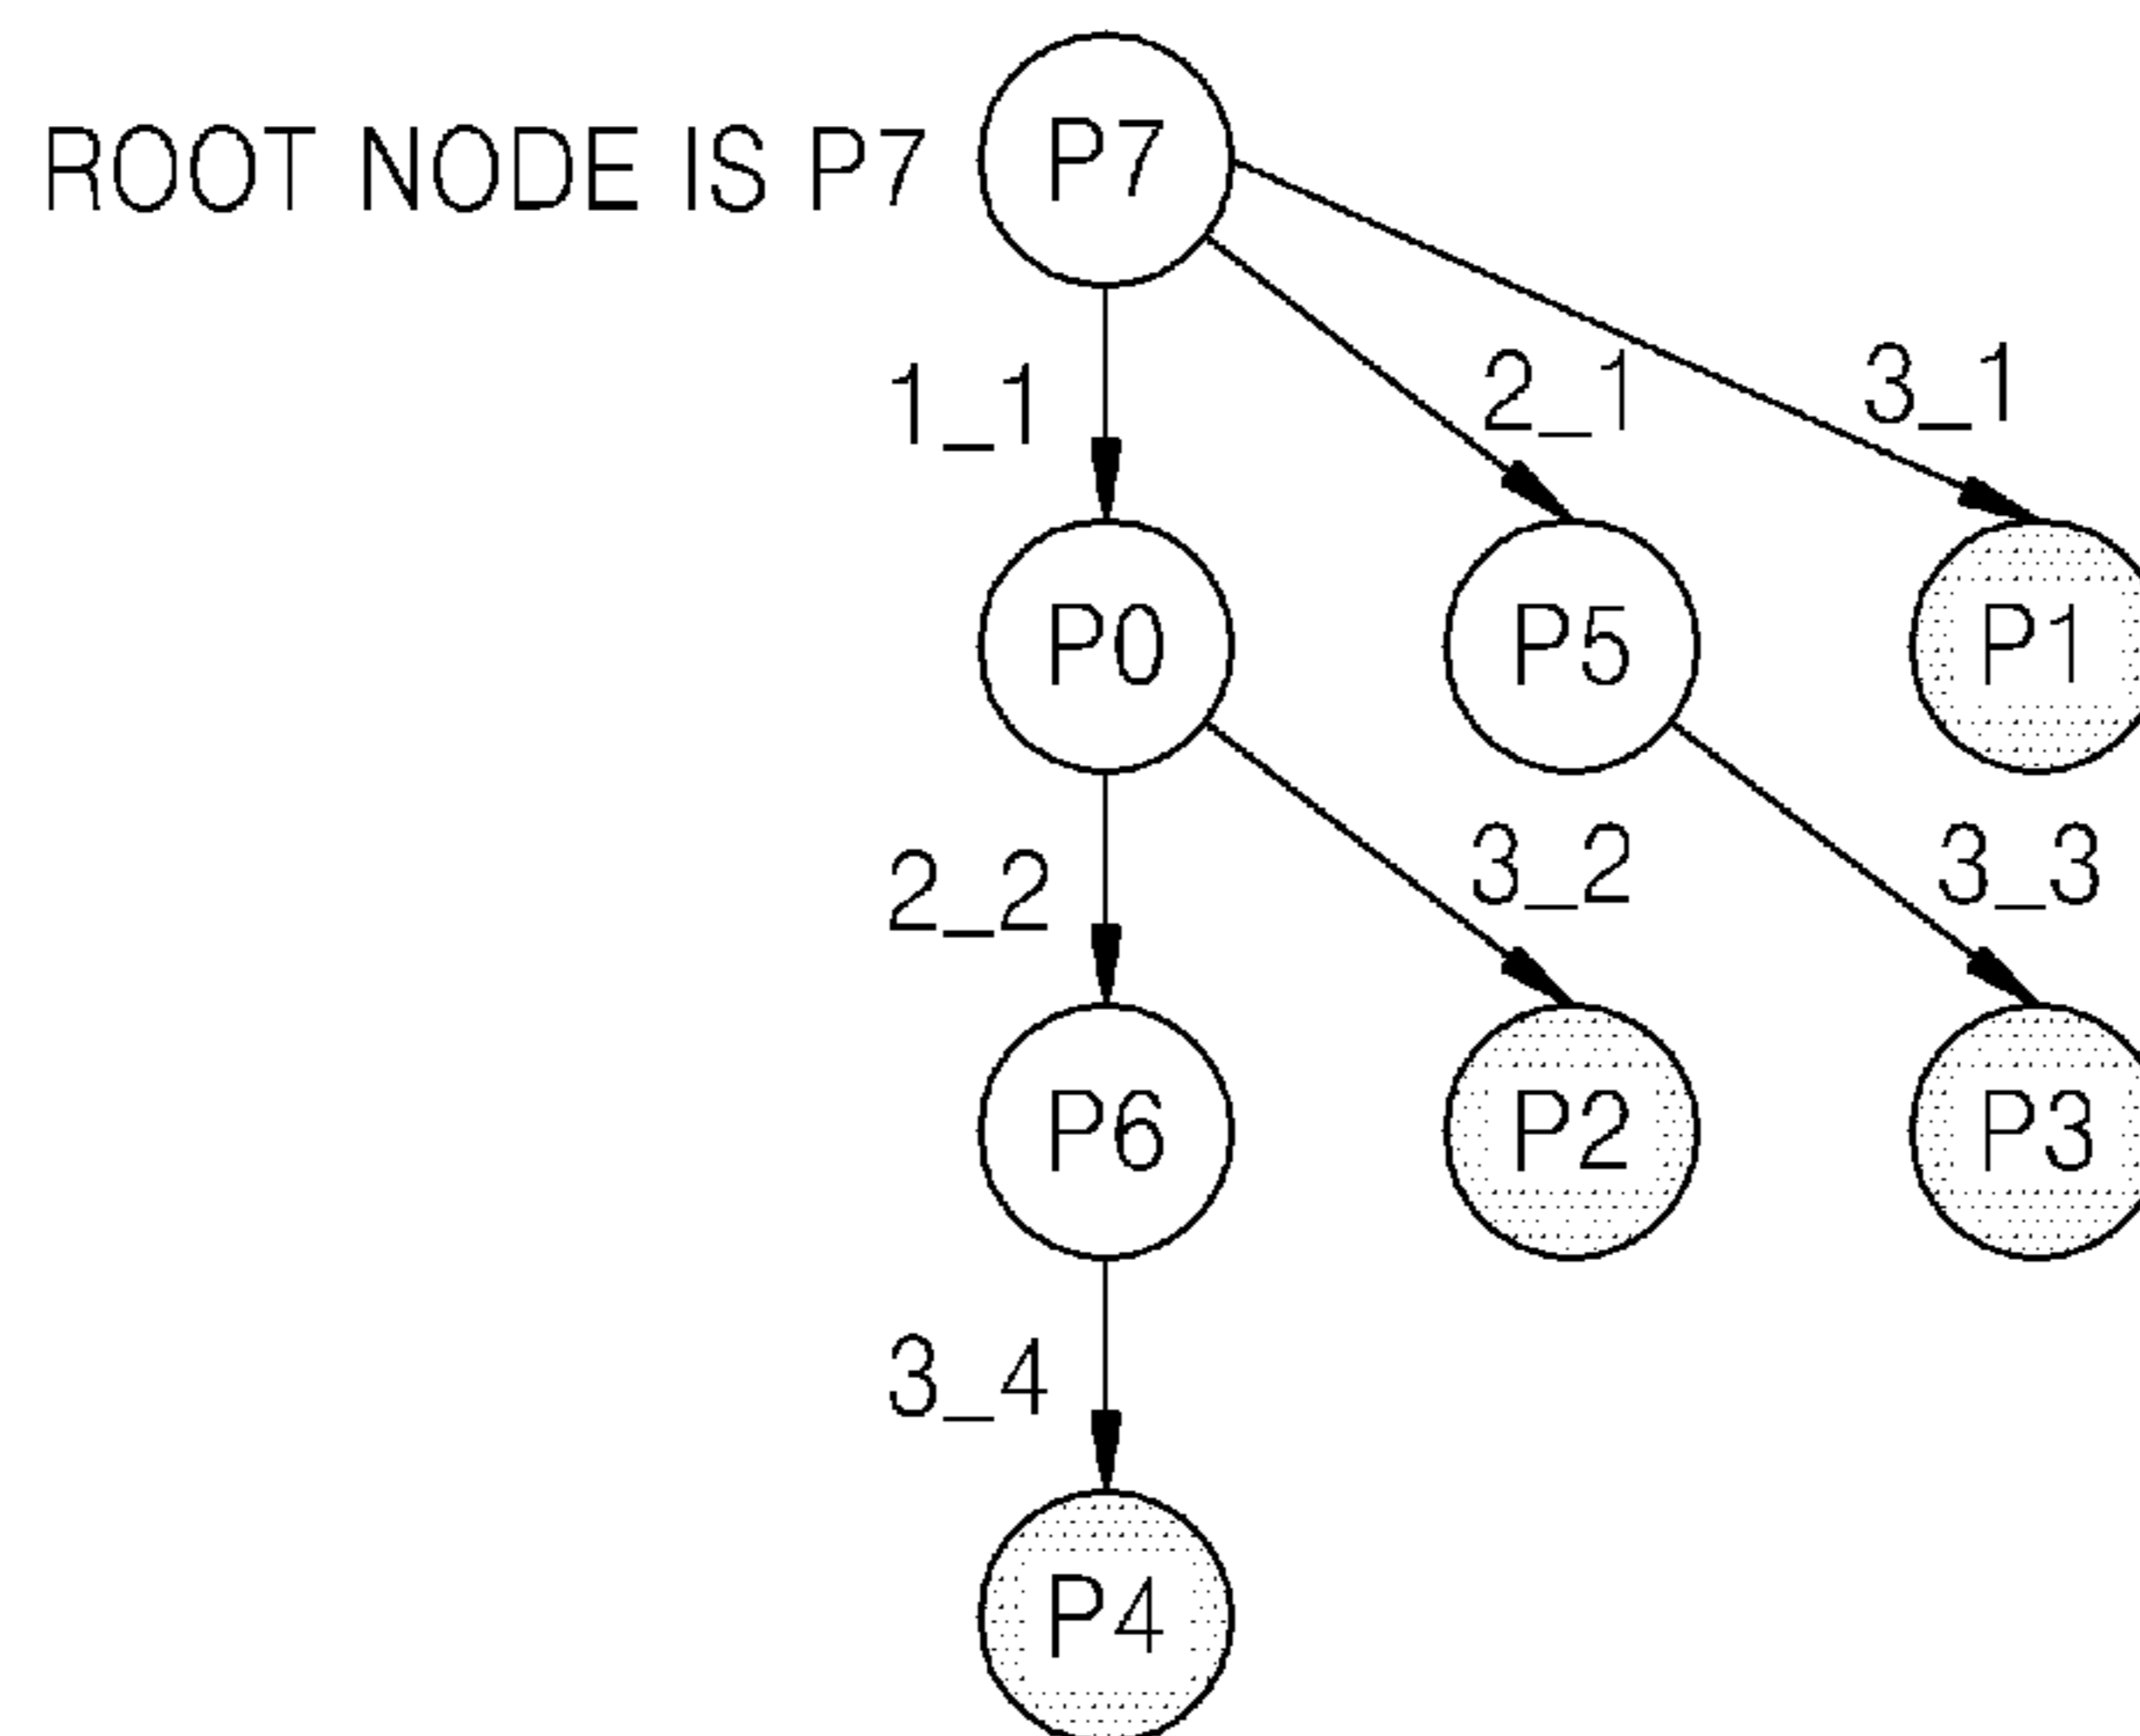 ROOT NODE IS P7
P7
1_1
2_1
3_1
P0
P5
P1
2_2
3_2
3_3
P6
P2
P3
3_4
P4